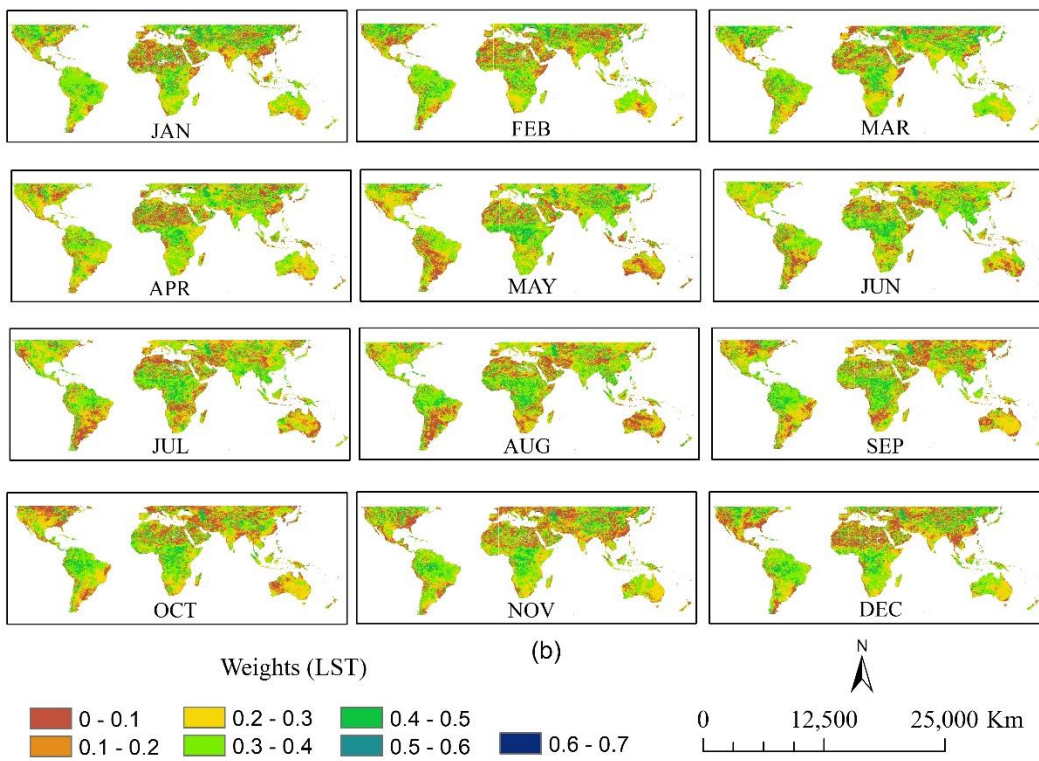 JAN FEB MAR
APR MAY JUN
JUL AUG SEP
OCT NOV DEC
(b)
Weights (LST)
N
0 - 0.1 0.2 - 0.3 0.4 - 0.5
0.1 - 0.2 0.3 - 0.4 0.5 - 0.6 0.6 - 0.7
0 12,500 25,000 Km